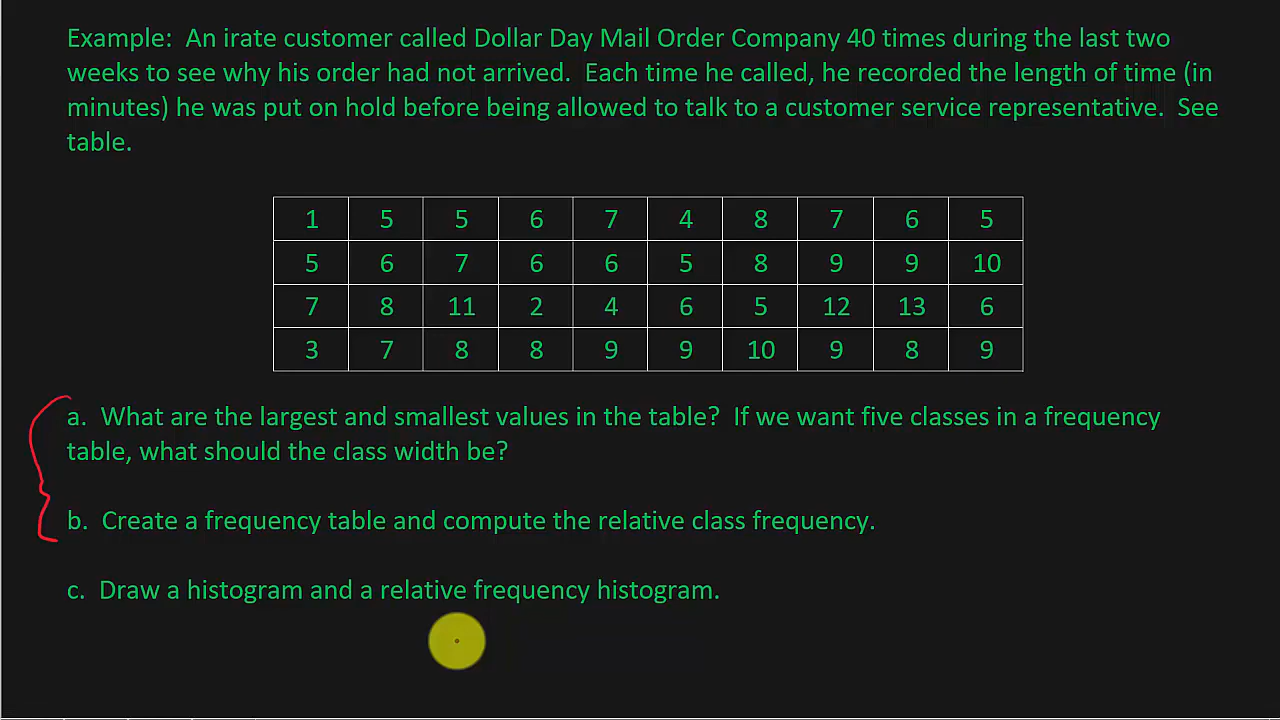 Example:  An irate customer called Dollar Day Mail Order Company 40 times during the last two
weeks to see why his order had not arrived.  Each time he called, he recorded the length of time (in
minutes) he was put on hold before being allowed to talk to a customer service representative.  See
table.
1 5 5 6 7 4 8 7 6 5
5 6 7 6 6 5 8 9 9 10
7 8 11 2 4 6 5 12 13 6
3 7 8 8 9 9 10 9 8 9
a.  What are the largest and smallest values in the table?  If we want five classes in a frequency
table, what should the class width be?
b.  Create a frequency table and compute the relative class frequency.
c.  Draw a histogram and a relative frequency histogram.